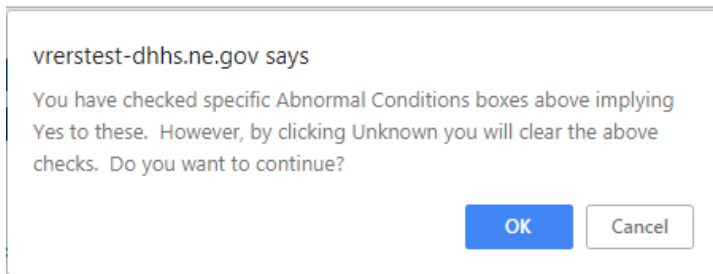 vrerstest-dhhs.ne.gov says
You have checked specific Abnormal Conditions boxes above implying
Yes to these.  However, by clicking Unknown you will clear the above
checks.  Do you want to continue?
OK
Cancel